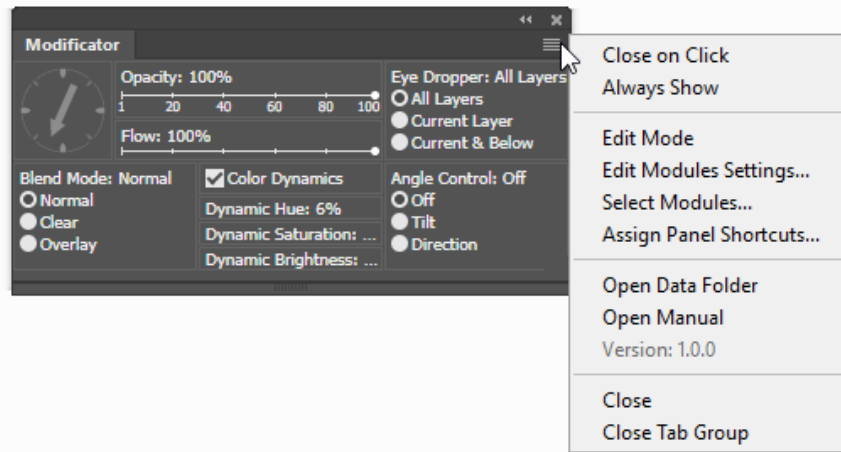 Modificator
Opacity: 100%
1 20 40 60 80 100
Flow: 100%
Eye Dropper: All Layers
All Layers
Current Layer
Current & Below
Blend Mode: Normal
Normal
Clear
Overlay
Color Dynamics
Dynamic Hue: 6%
Dynamic Saturation: ...
Dynamic Brightness: ...
Angle Control: Off
Off
Tilt
Direction
Close on Click
Always Show
Edit Mode
Edit Modules Settings...
Select Modules...
Assign Panel Shortcuts...
Open Data Folder
Open Manual
Version: 1.0.0
Close
Close Tab Group